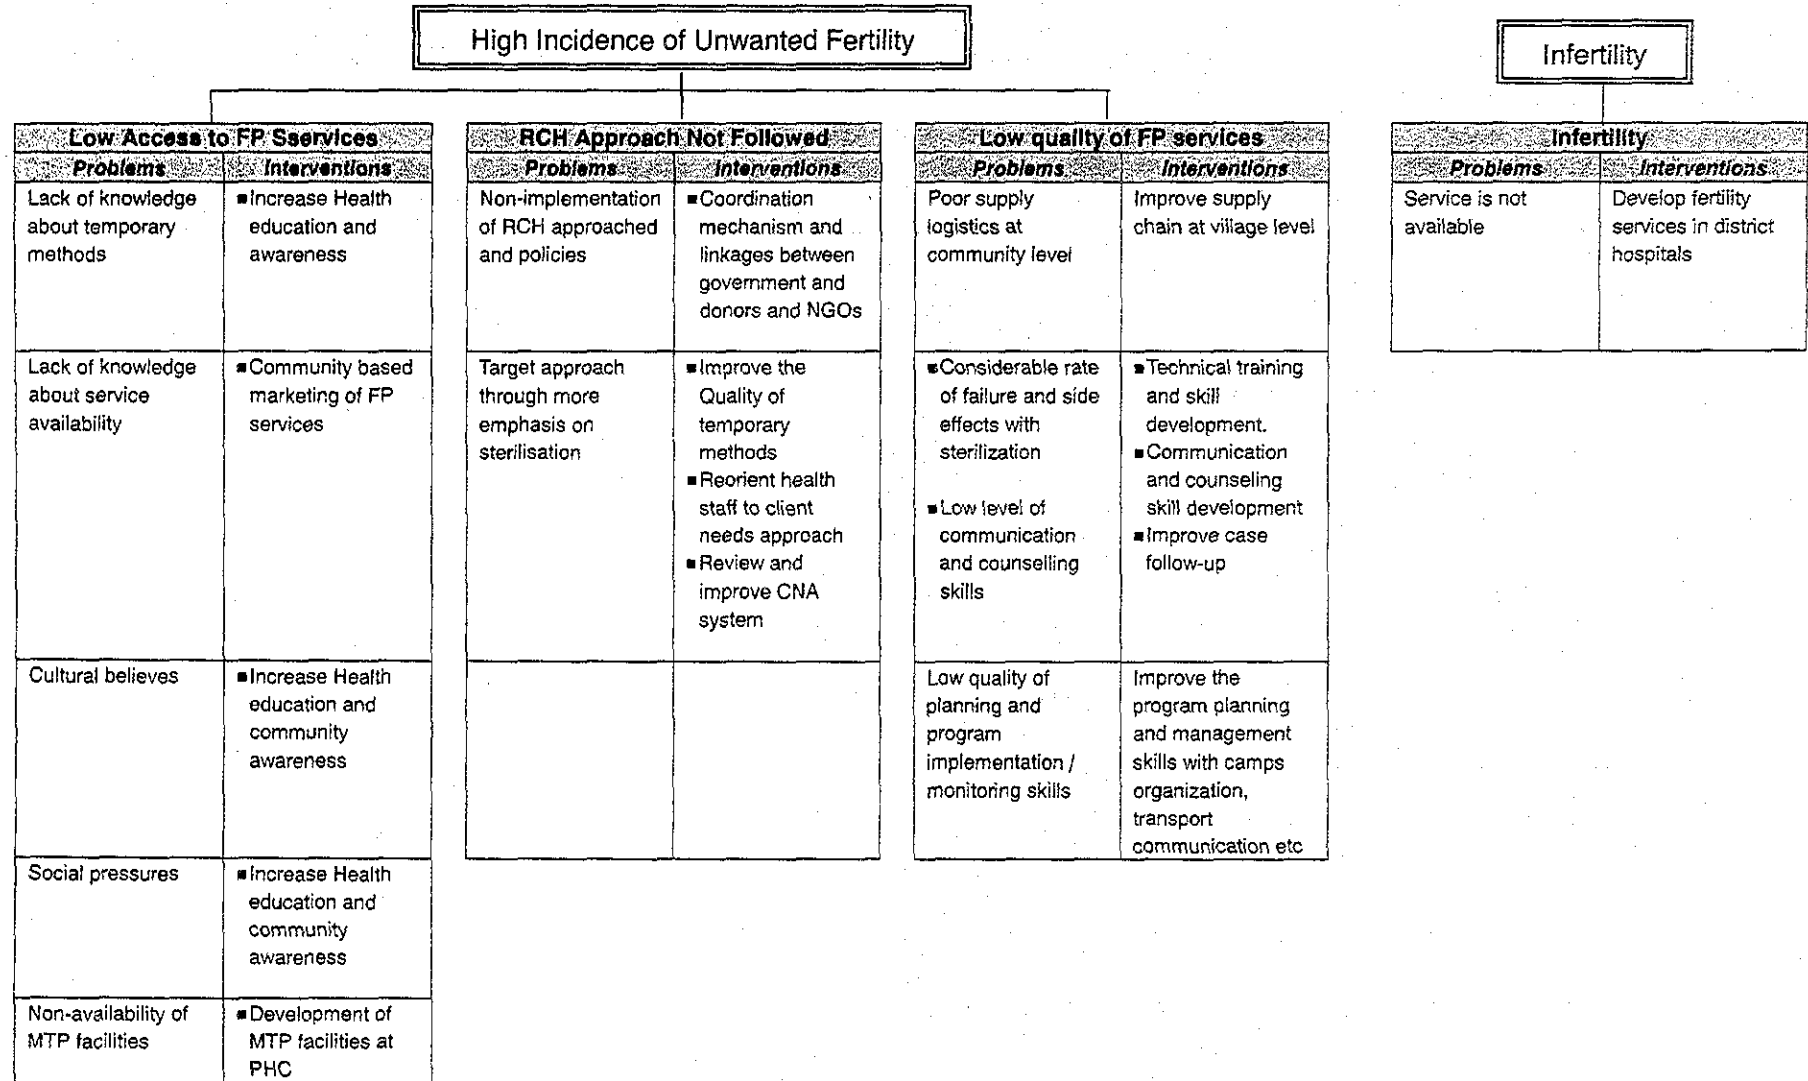 High Incidence of Unwanted Fertility
Infertility
Low Access to FP Sservices
Problems
Interventions
Lack of knowledge
about temporary
methods
■Increase Health
education and
awareness
Lack of knowledge
about service
availability
■Community based
marketing of FP
services
Cultural believes
■Increase Health
education and
community
awareness
Social pressures
■Increase Health
education and
community
awareness
Non-availability of
MTP facilities
■Development of
MTP facilities at
PHC
RCH Approach Not Followed
Problems
Interventions
Non-implementation
of RCH approached
and policies
■Coordination
mechanism and
linkages between
government and
donors and NGOs
Target approach
through more
emphasis on
sterilisation
■Improve the
Quality of
temporary
methods
■Reorient health
staff to client
needs approach
■Review and
improve CNA
system
Low quality of FP services
Problems
Interventions
Poor supply
logistics at
community level
Improve supply
chain at village level
■Considerable rate
of failure and side
effects with
sterilization
■Low level of
communication
and counselling
skills
■Technical training
and skill
development.
■Communication
and counseling
skill development
■Improve case
follow-up
Low quality of
planning and
program
implementation /
monitoring skills
Improve the
program planning
and management
skills with camps
organization,
transport
communication etc
Infertility
Problems
Interventions
Service is not
available
Develop fertility
services in district
hospitals